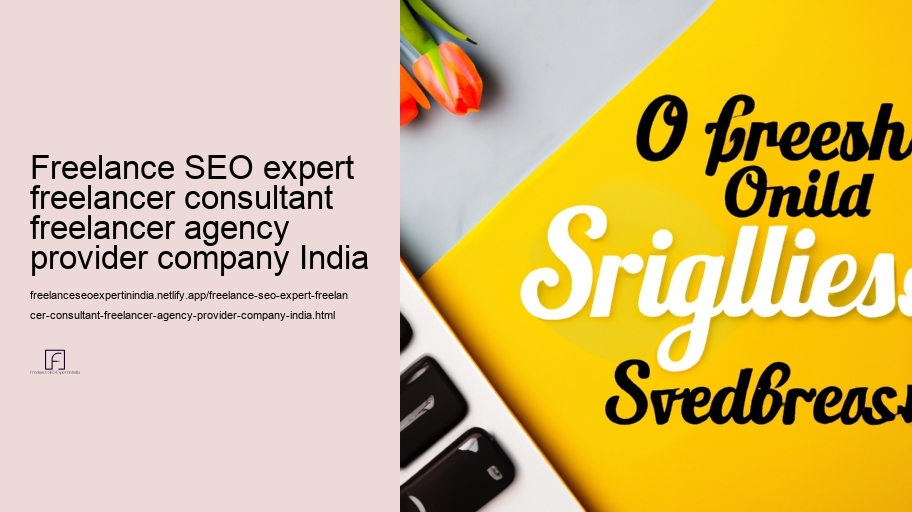 Freelance SEO expert
freelancer consultant
freelancer agency
provider company India
freelanceseoexpertinindia.netlify.app/freelance-seo-expert-freelan
cer-consultant-freelancer-agency-provider-company-india.html
O freesh
Onild
Srigllies
Svedbreas